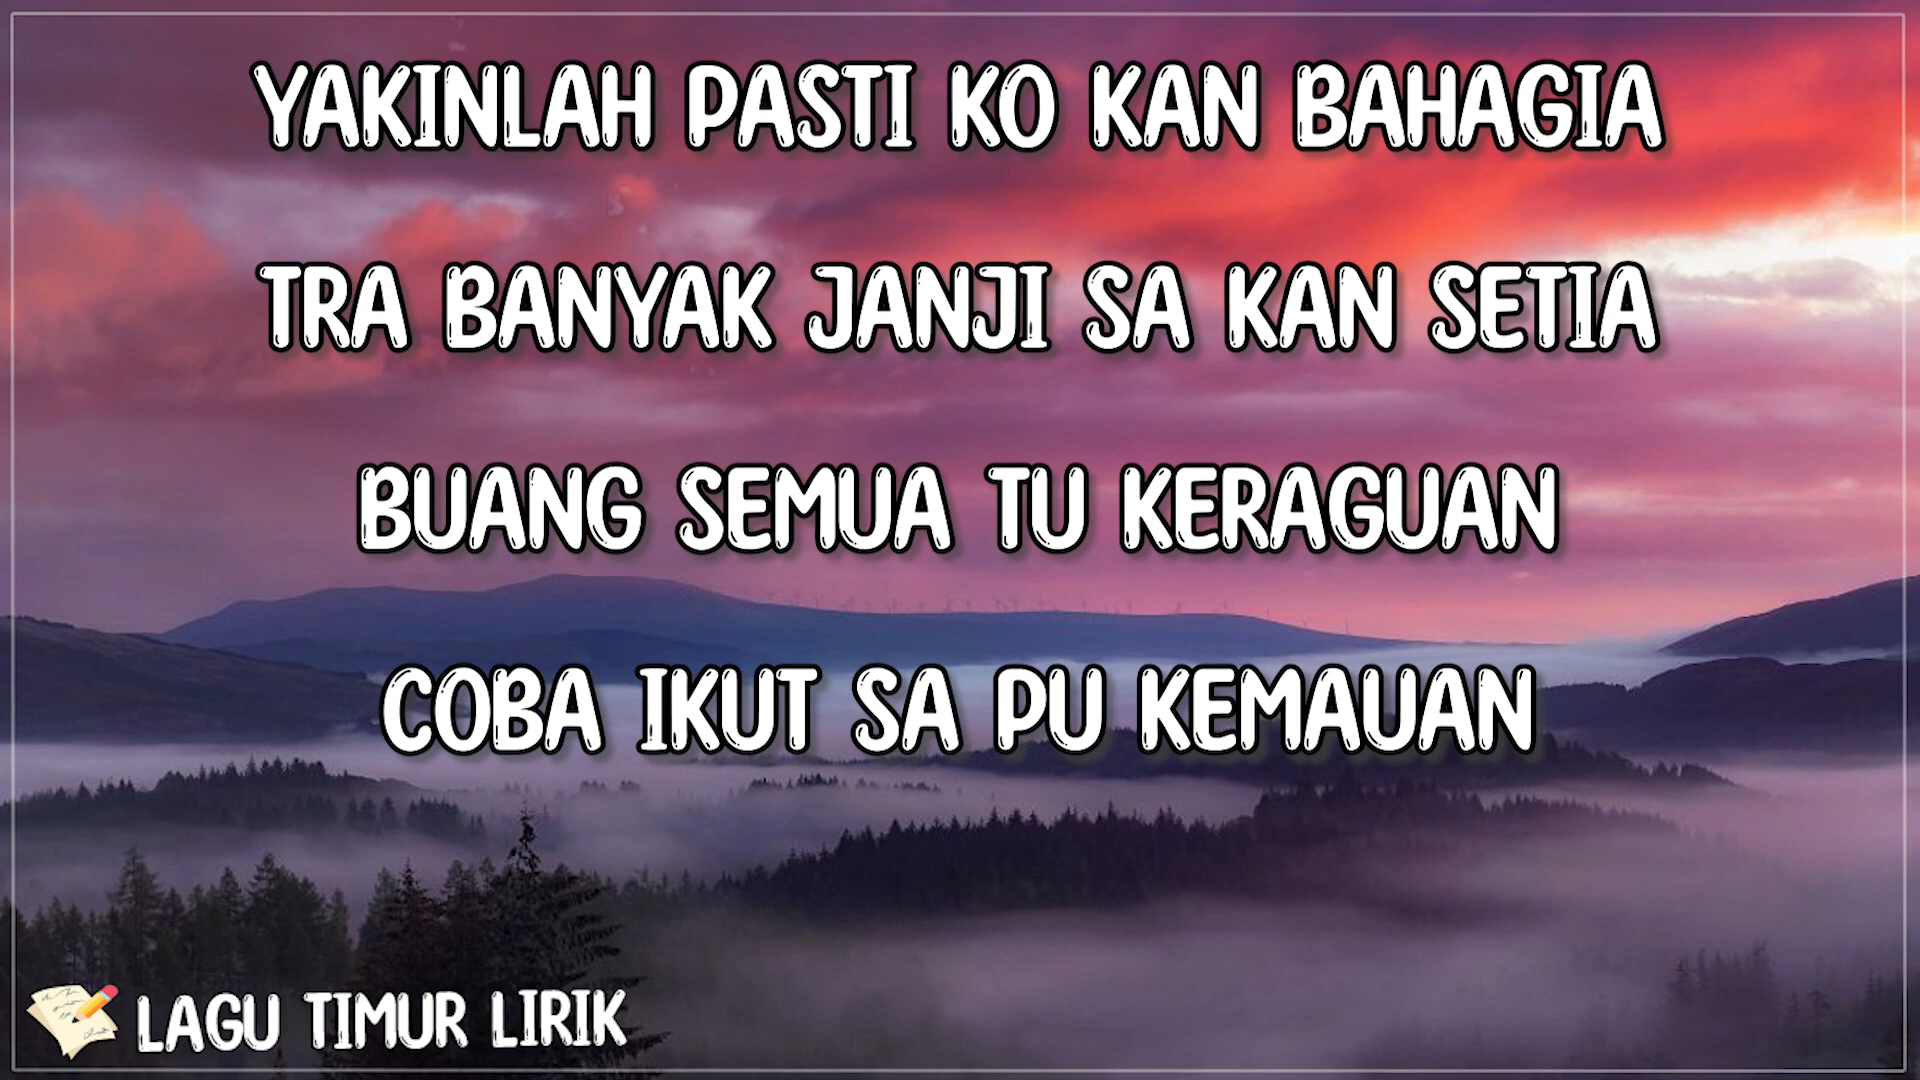 YAKINLAH PASTI KO KAN BAHAGIA
TRA BANYAK JANJI SA KAN SETIA
BUANG SEMUA TU KERAGUAN
COBA IKUT SA PU KEMAUAN
LAGU TIMUR LIRIK